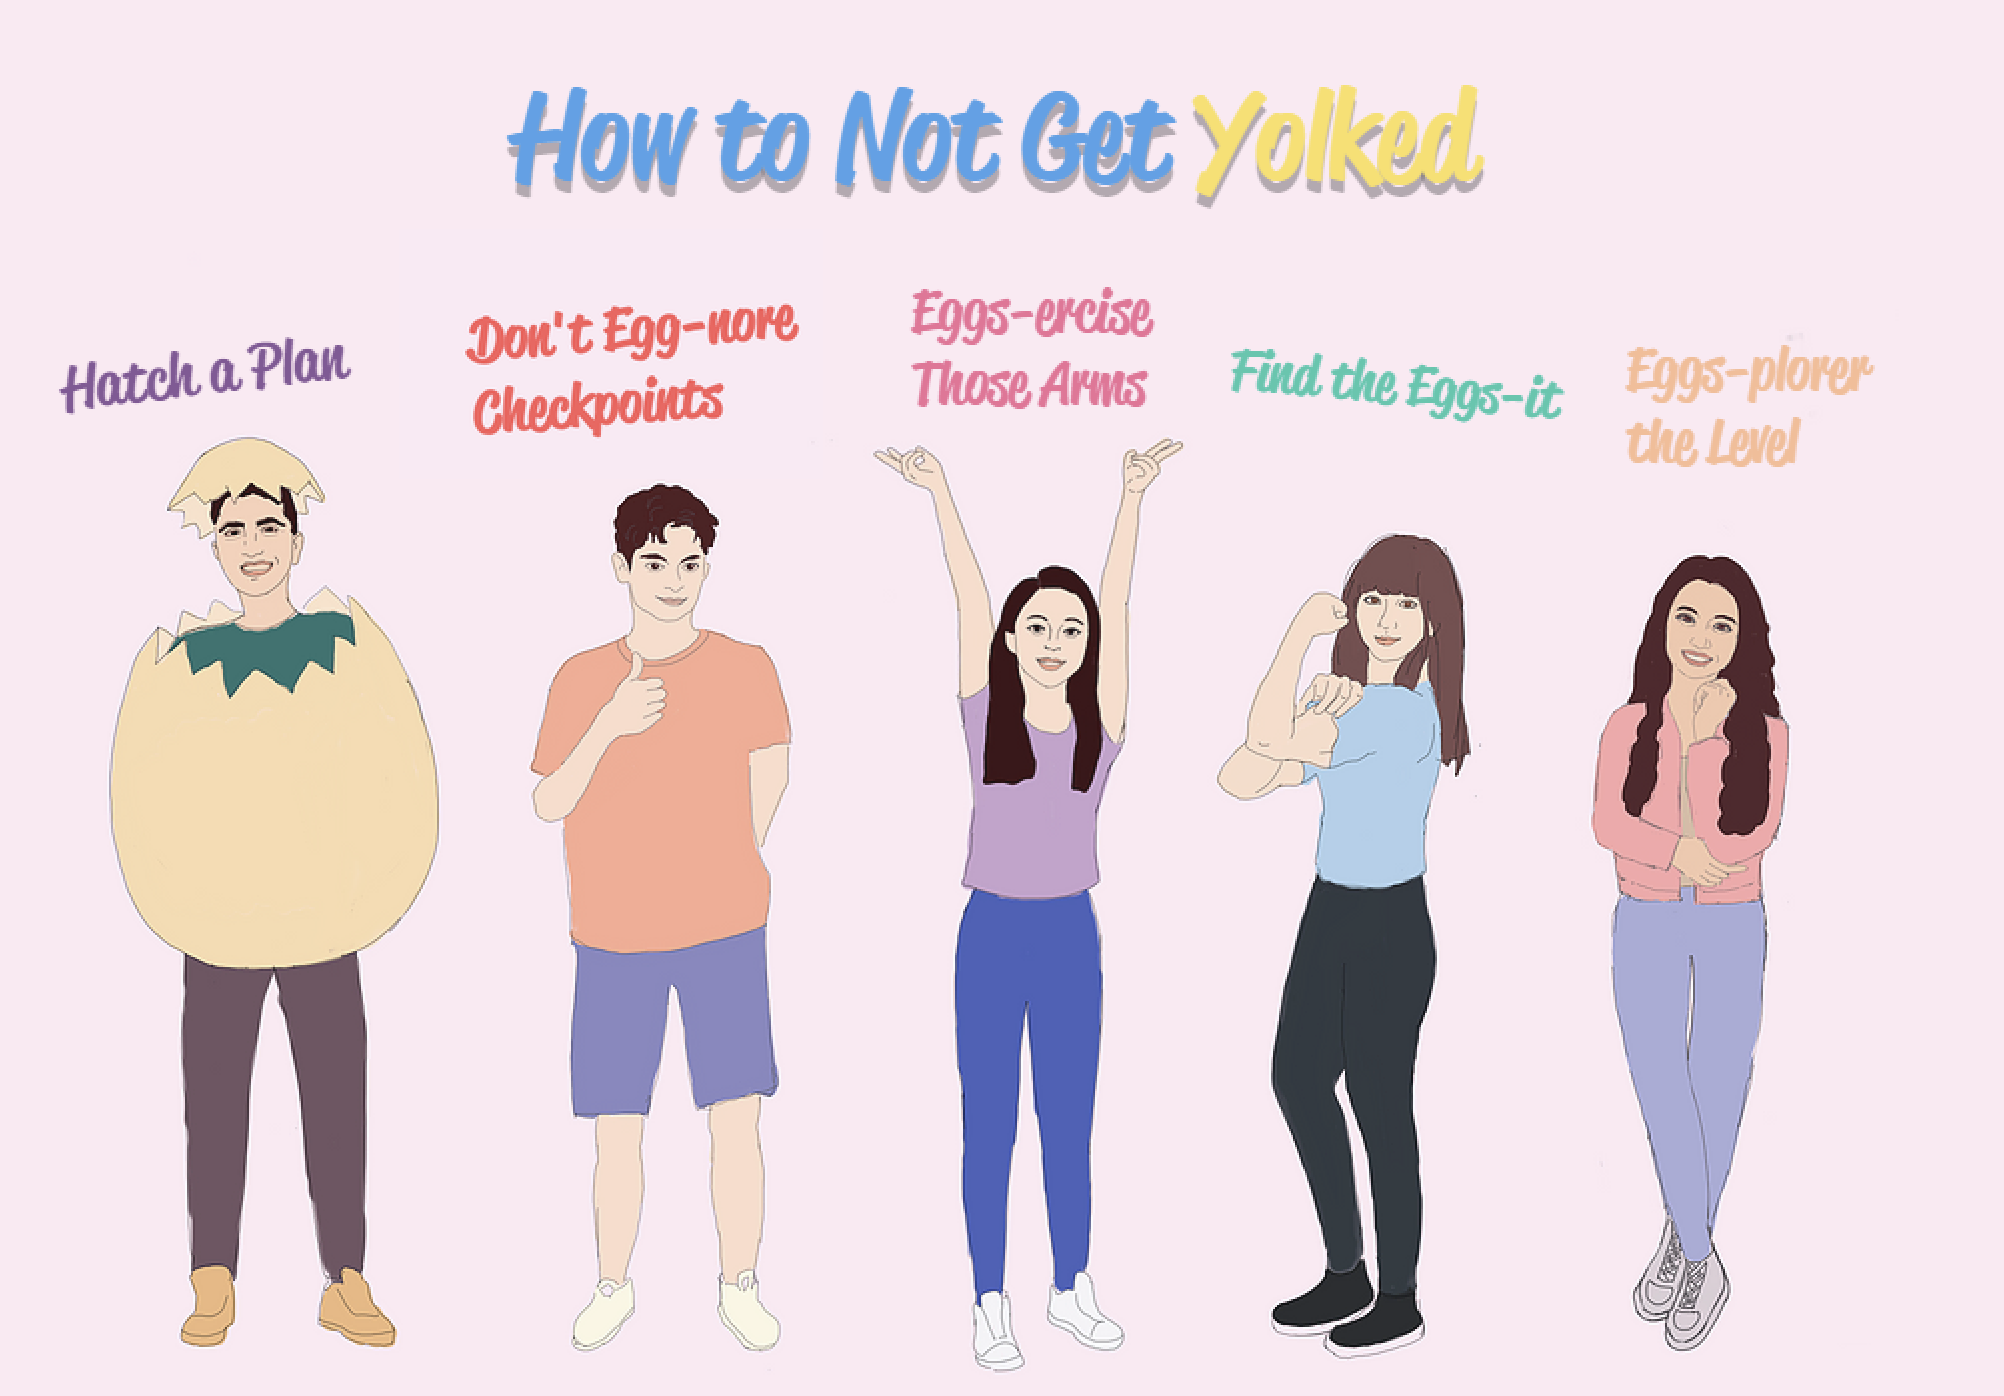 How to Not Get Yolked
Hatch a Plan
Don't Egg-nore
Checkpoints
Eggs-ercise
Those Arms
Find the Eggs-it
Eggs-plorer
the Level